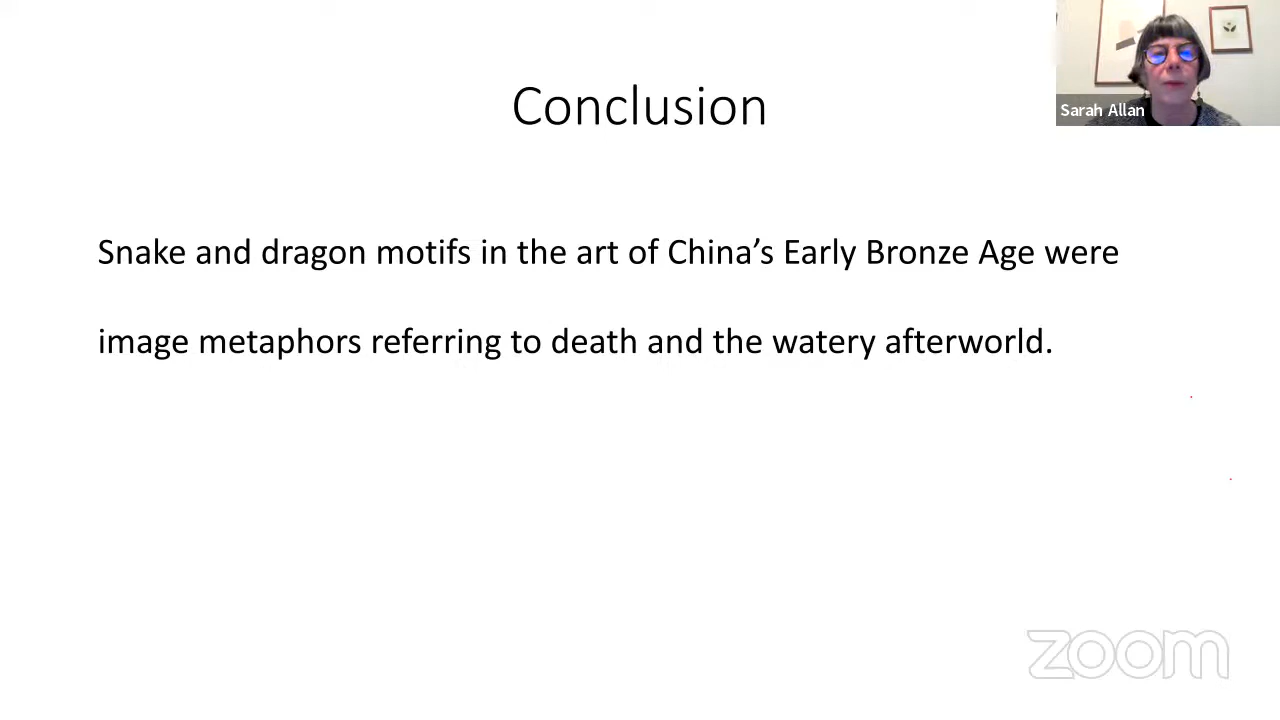 Conclusion
Sarah Allan
Snake and dragon motifs in the art of China’s Early Bronze Age were
image metaphors referring to death and the watery afterworld.
zoom